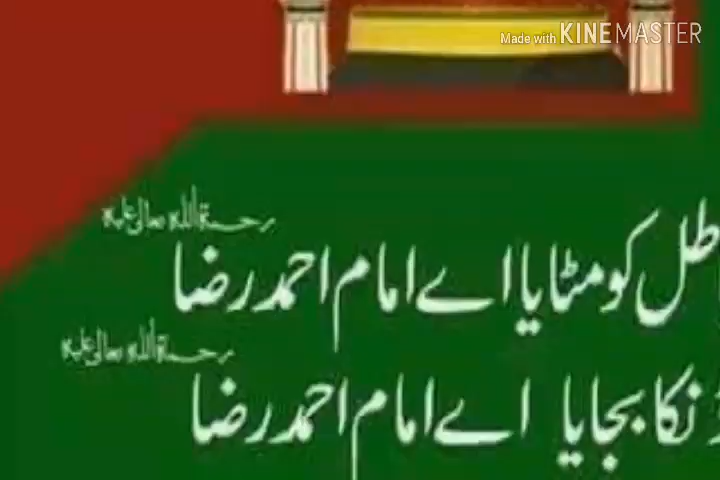 Made with KINEMASTER
رحمۃ اللہ تعالیٰ علیہ
طل کو مٹایا اے امام احمد رضا
رحمۃ اللہ تعالیٰ علیہ
نکا بجایا اے امام احمد رضا